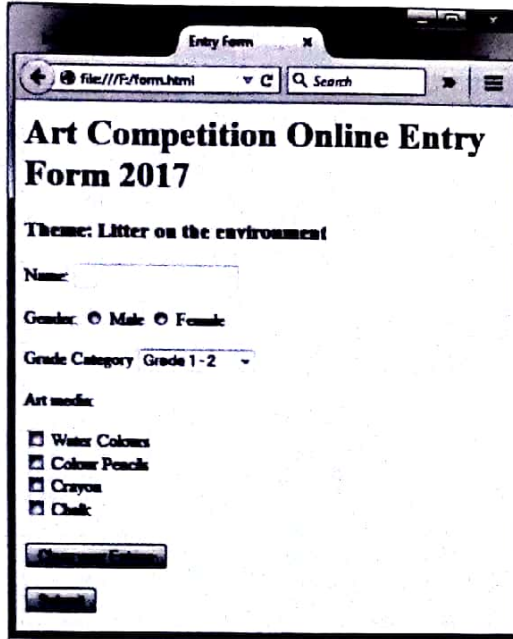 Entry Form
file:///F:/form.html
Search
Art Competition Online Entry
Form 2017
Theme: Litter on the environment
Name:
Gender: Male Female
Grade Category Grade 1 - 2
Art media:
Water Colours
Colour Pencils
Crayon
Chalk
Submit